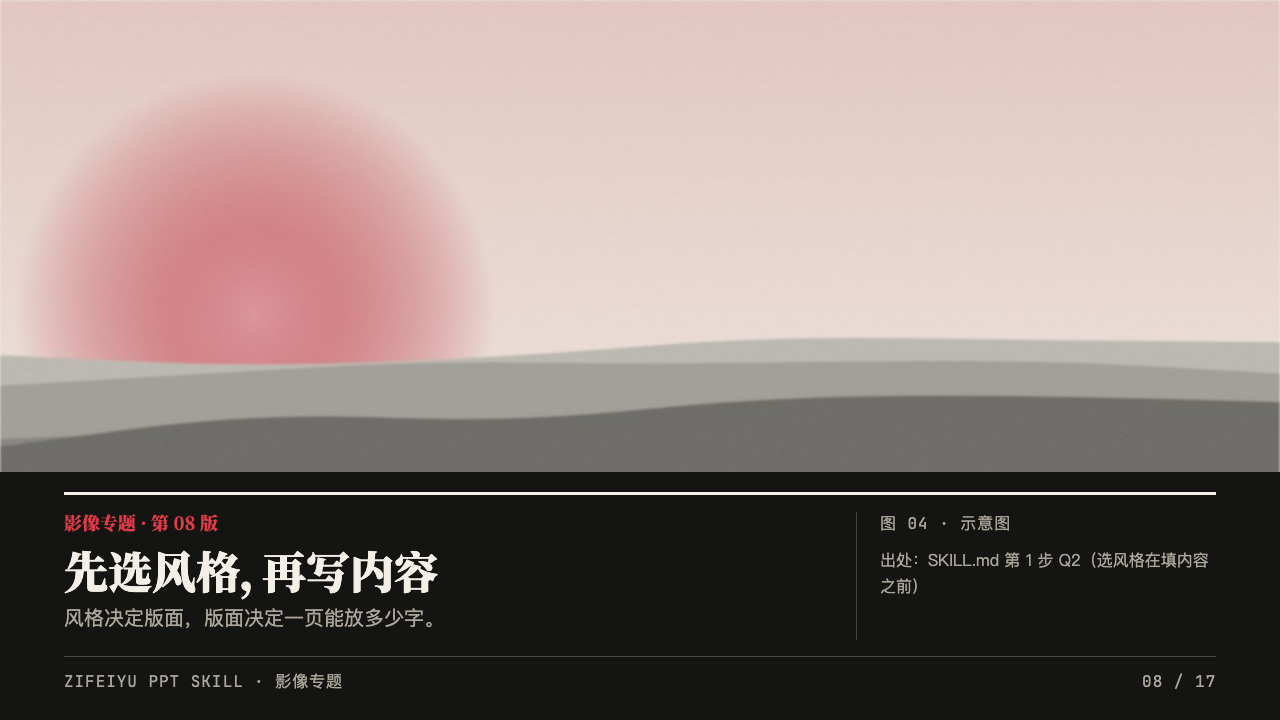 影像专题 · 第 08 版
先选风格, 再写内容
风格决定版面，版面决定一页能放多少字。
图 04 · 示意图
出处：SKILL.md 第 1 步 Q2（选风格在填内容
之前）
ZIFEIYU PPT SKILL · 影像专题
08 / 17